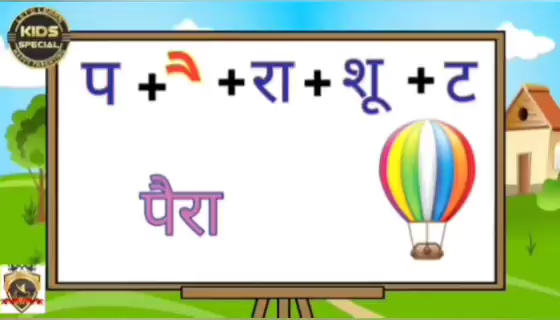 KIDS
SPECIAL
प + ै + रा + शू + ट
पैरा